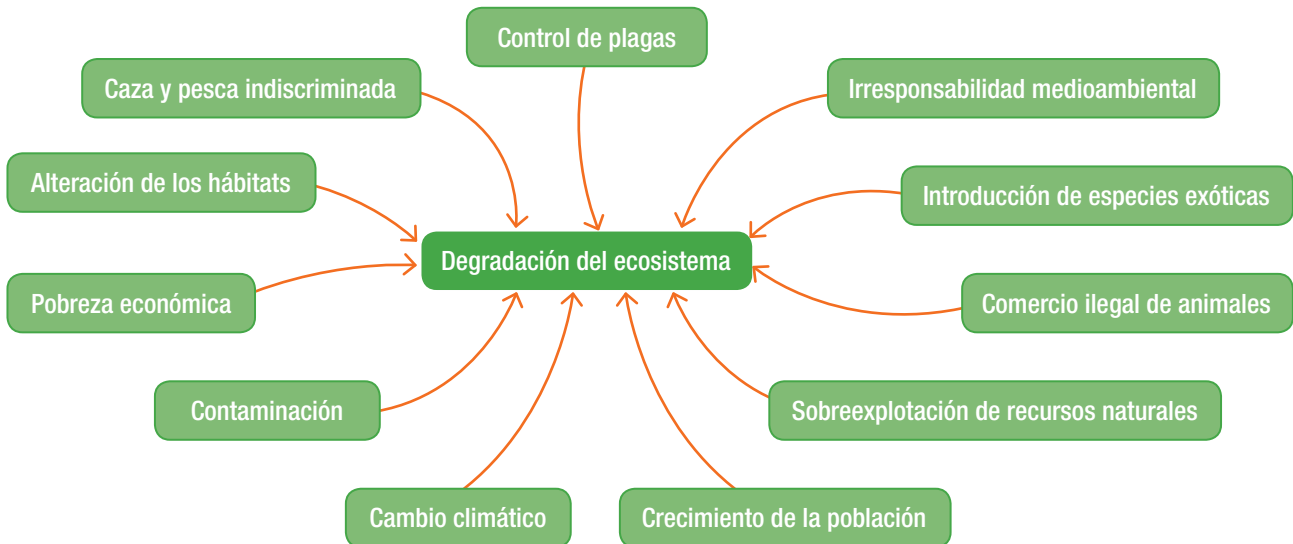 Control de plagas
Caza y pesca indiscriminada
Irresponsabilidad medioambiental
Alteración de los hábitats
Introducción de especies exóticas
Degradación del ecosistema
Pobreza económica
Comercio ilegal de animales
Contaminación
Sobreexplotación de recursos naturales
Cambio climático
Crecimiento de la población